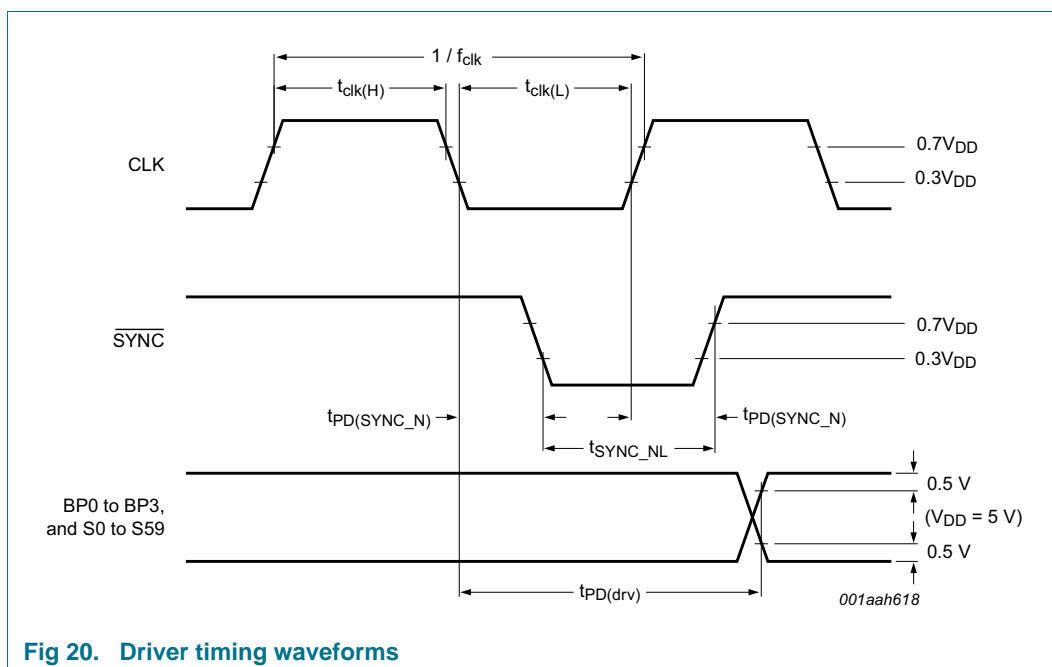 1 / fclk
tclk(H) tclk(L)
CLK
0.7VDD
0.3VDD
SYNC
0.7VDD
0.3VDD
tPD(SYNC_N) tPD(SYNC_N)
tSYNC_NL
BP0 to BP3,
and S0 to S59
0.5 V
(VDD = 5 V)
0.5 V
tPD(drv)
001aah618
Fig 20. Driver timing waveforms